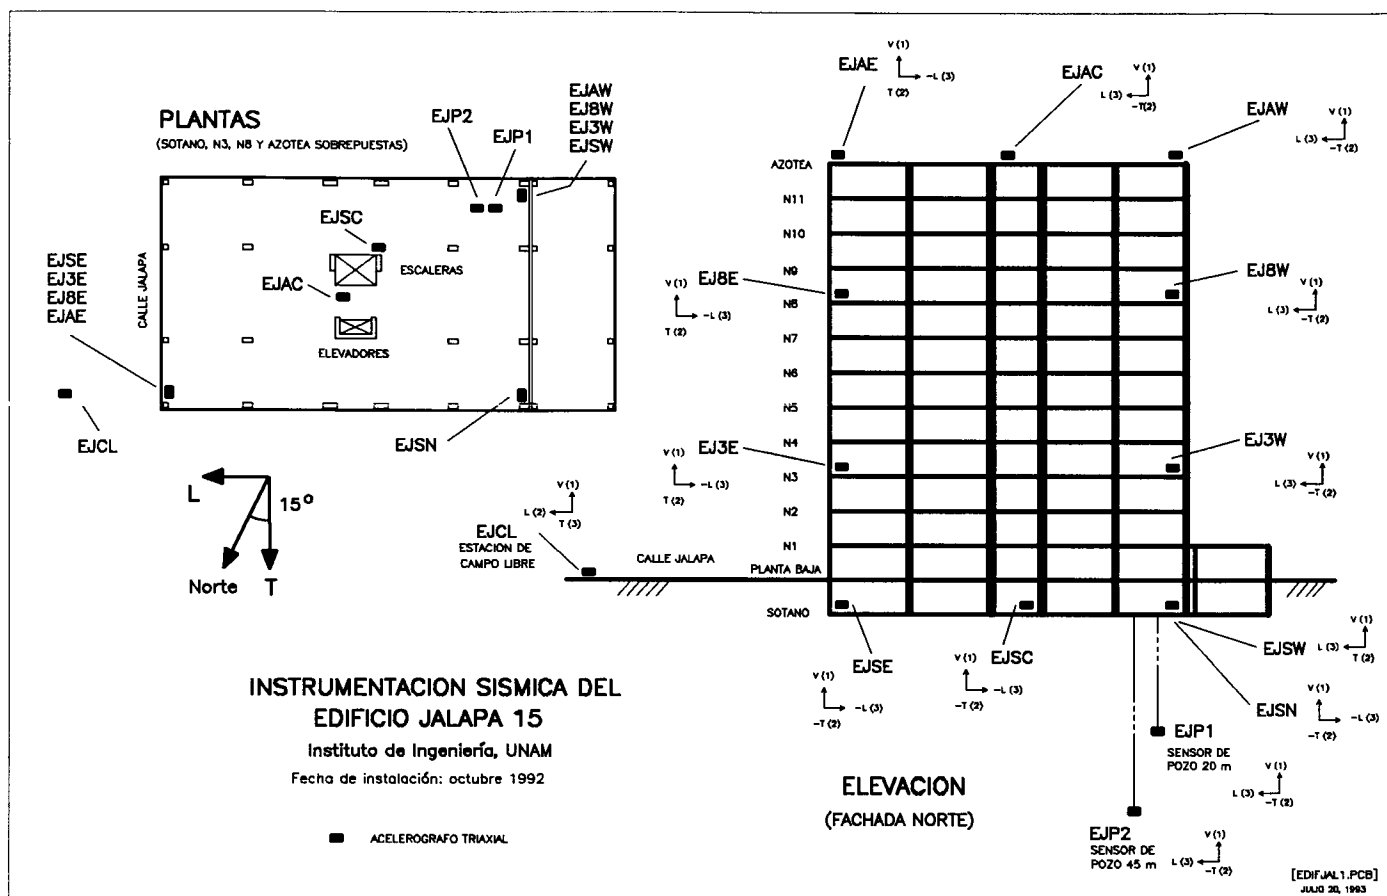 PLANTAS
(SOTANO, N3, N8 Y AZOTEA SOBREPUESTAS)
EJP2
EJP1
EJAW
EJ8W
EJ3W
EJSW
EJSC
ESCALERAS
EJAC
ELEVADORES
CALLE JALAPA
EJSE
EJ3E
EJ8E
EJAE
EJCL
EJSN
L
15º
Norte
T
EJAE
V (1)
-L (3)
T (2)
EJAC
V (1)
L (3)
-T(2)
EJAW
V (1)
L (3)
-T (2)
AZOTEA
N11
N10
N9
N8
N7
N6
N5
N4
N3
N2
N1
PLANTA BAJA
SOTANO
EJ8E
V (1)
-L (3)
T (2)
EJ8W
V (1)
L (3)
-T(2)
EJ3E
V (1)
-L (3)
T (2)
EJ3W
V (1)
L (3)
-T(2)
V (1)
L (2)
T (3)
EJCL
ESTACION DE
CAMPO LIBRE
CALLE JALAPA
EJSE
V (1)
-L (3)
-T(2)
EJSC
V (1)
-L (3)
-T(2)
EJSW
V (1)
L (3)
T (2)
EJSN
V (1)
-L (3)
-T(2)
EJP1
SENSOR DE
POZO 20 m
V (1)
L (3)
-T(2)
EJP2
SENSOR DE
POZO 45 m
V (1)
L (3)
-T(2)
INSTRUMENTACION SISMICA DEL
EDIFICIO JALAPA 15
Instituto de Ingeniería, UNAM
Fecha de instalación: octubre 1992
ACELEROGRAFO TRIAXIAL
ELEVACION
(FACHADA NORTE)
[EDIFJAL1.PCB]
JULIO 20, 1993